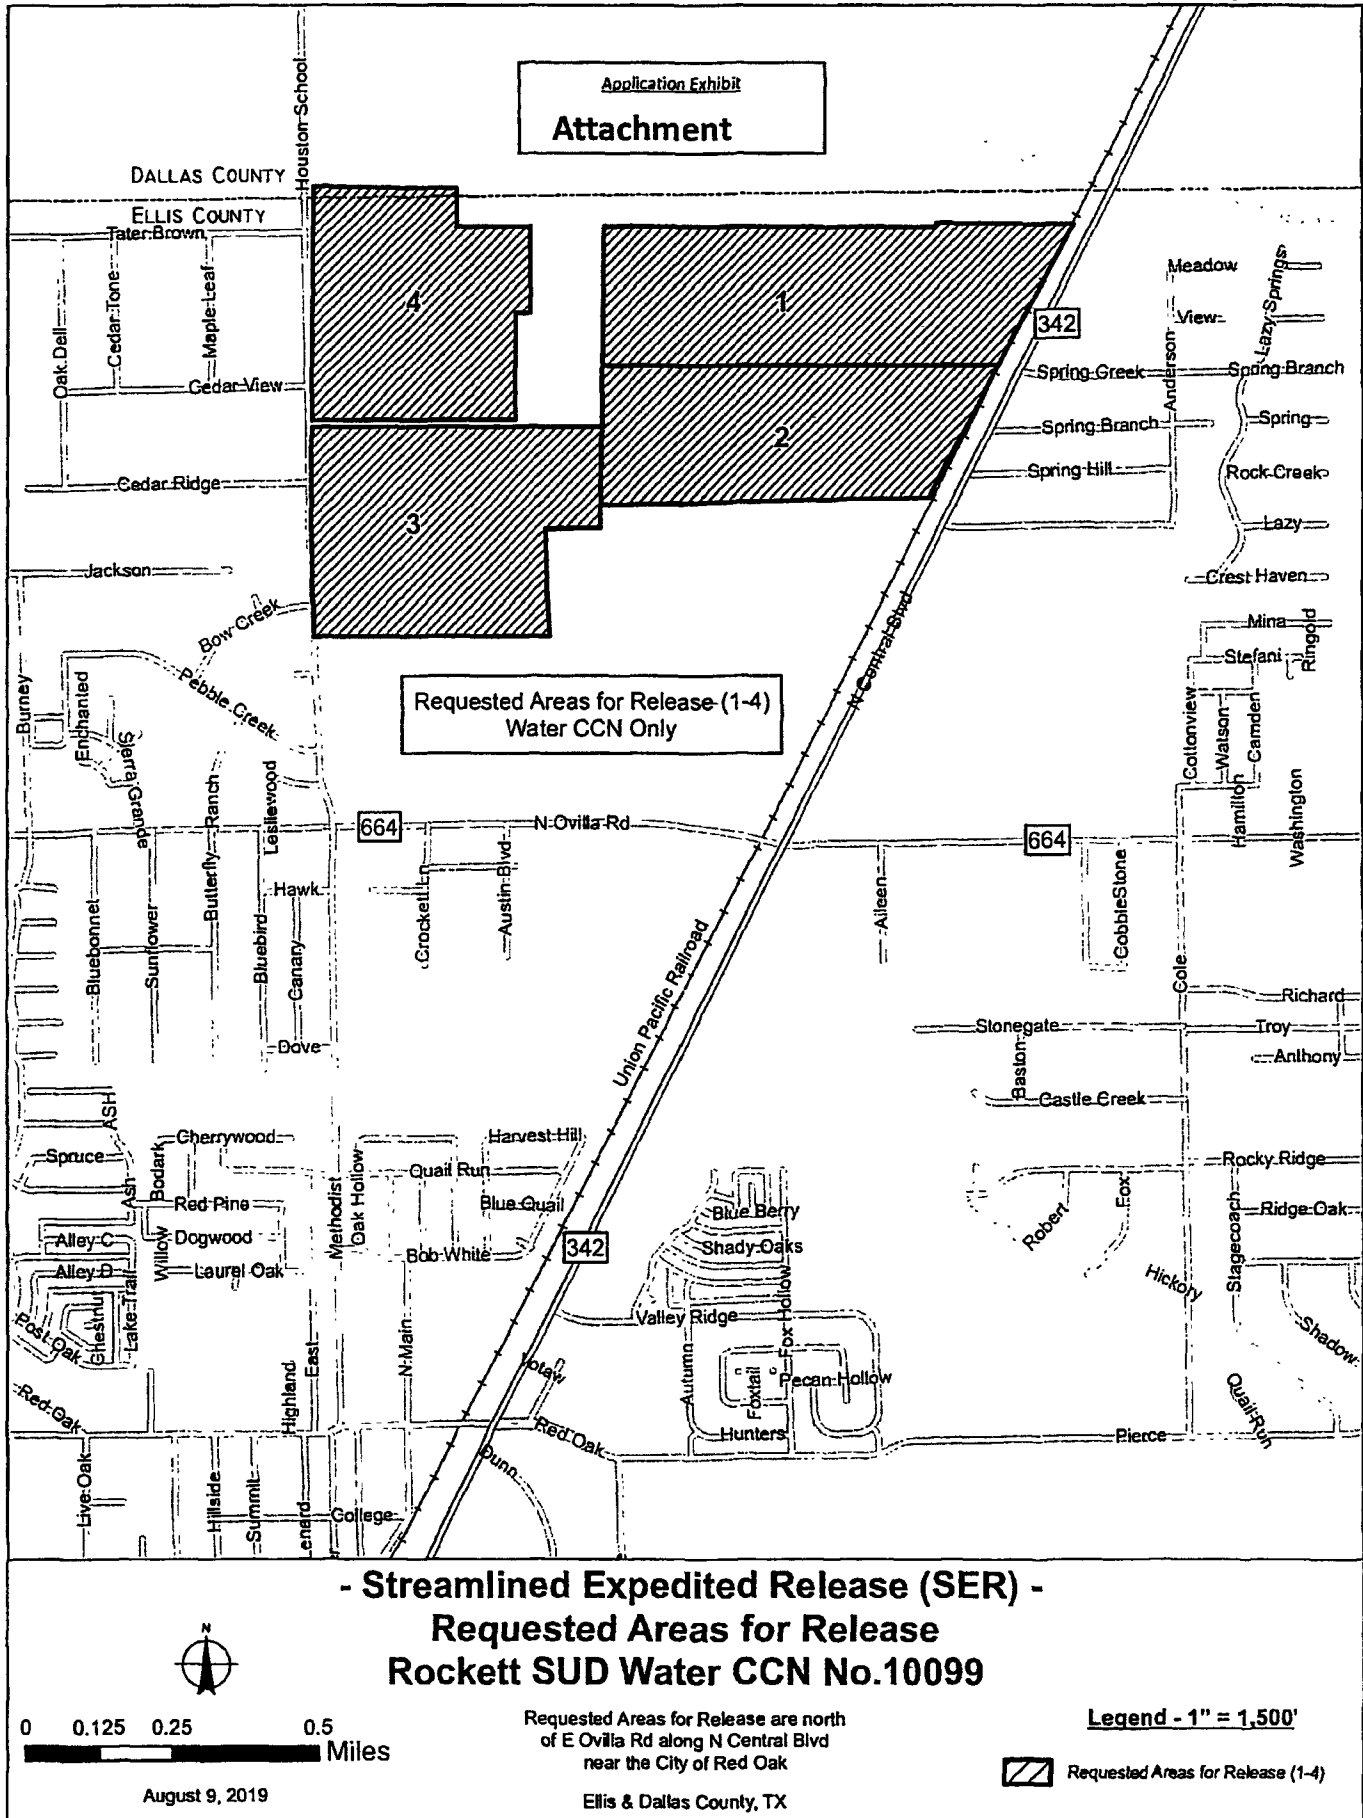 Application Exhibit
Attachment
Houston School
DALLAS COUNTY
ELLIS COUNTY
Tater Brown
Oak Dell
Cedar Tone
Maple Leaf
Cedar View
Cedar Ridge
4
1
2
3
342
Meadow
View
Lazy Springs
Anderson
Spring Creek
Spring Branch
Spring Branch
Spring
Spring Hill
Rock Creek
Lazy
Crest Haven
Jackson
Bow Creek
Pebble Creek
Burney
Enchanted
Sierra Grande
Requested Areas for Release (1-4)
Water CCN Only
N Central Blvd
Mina
Stefani
Ringold
Cottonview
Watson
Camden
Hamilton
Washington
Butterfly Ranch
Lesliewood
664
N Ovilla Rd
664
Bluebonnet
Sunflower
Bluebird
Hawk
Canary
Dove
Crockett Ln
Austin Blvd
Aileen
CobbleStone
Cole
Union Pacific Railroad
Richard
Stonegate
Troy
Anthony
Baston
Castle Creek
ASH
Cherrywood
Spruce
Bodark
Ash
Red Pine
Alley C
Willow
Dogwood
Alley D
Laurel Oak
Methodist
Oak Hollow
Harvest Hill
Quail Run
Blue Quail
Bob White
342
Blue Berry
Shady Oaks
Fox Hollow
Valley Ridge
Rocky Ridge
Fox
Robert
Stagecoach
Ridge Oak
Hickory
Shadow
Chestnut
Lake Trail
Post Oak
Red Oak
Highland
East
N Main
Votaw
Autumn
Foxtail
Pecan Hollow
Hunters
Quail Run
Pierce
Red Oak
Dunn
Live Oak
Hillside
Summit
Lenard
College
- Streamlined Expedited Release (SER) -
Requested Areas for Release
Rockett SUD Water CCN No.10099
N
0 0.125 0.25 0.5
Miles
August 9, 2019
Requested Areas for Release are north
of E Ovilla Rd along N Central Blvd
near the City of Red Oak
Ellis & Dallas County, TX
Legend - 1" = 1,500'
Requested Areas for Release (1-4)